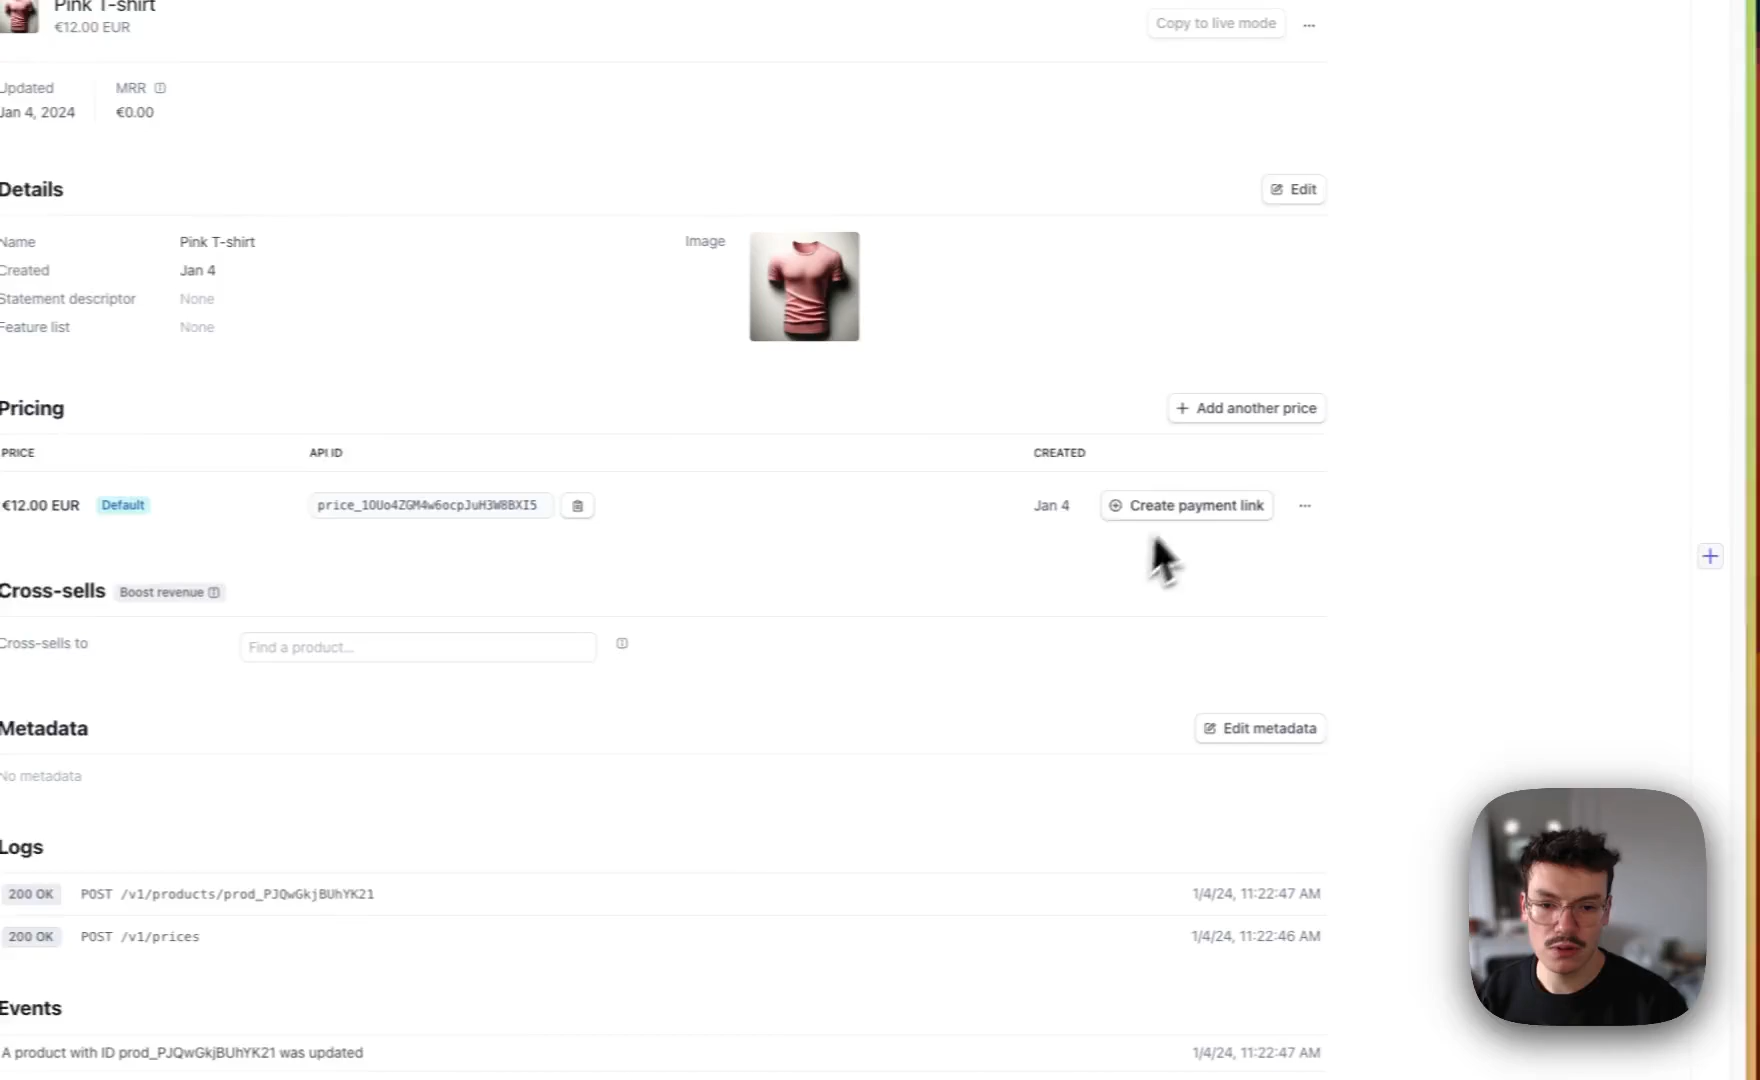 Pink T-shirt
€12.00 EUR
Copy to live mode
Updated
MRR
Jan 4, 2024
€0.00
Details
Edit
Name
Pink T-shirt
Image
Created
Jan 4
Statement descriptor
None
Feature list
None
Pricing
Add another price
PRICE
API ID
CREATED
€12.00 EUR
Default
price_1OUo4ZGM4w6ocpJuH3W8BXI5
Jan 4
Create payment link
Cross-sells
Boost revenue
Cross-sells to
Find a product...
Metadata
Edit metadata
No metadata
Logs
200 OK
POST /v1/products/prod_PJQwGkjBUhYK21
1/4/24, 11:22:47 AM
200 OK
POST /v1/prices
1/4/24, 11:22:46 AM
Events
A product with ID prod_PJQwGkjBUhYK21 was updated
1/4/24, 11:22:47 AM